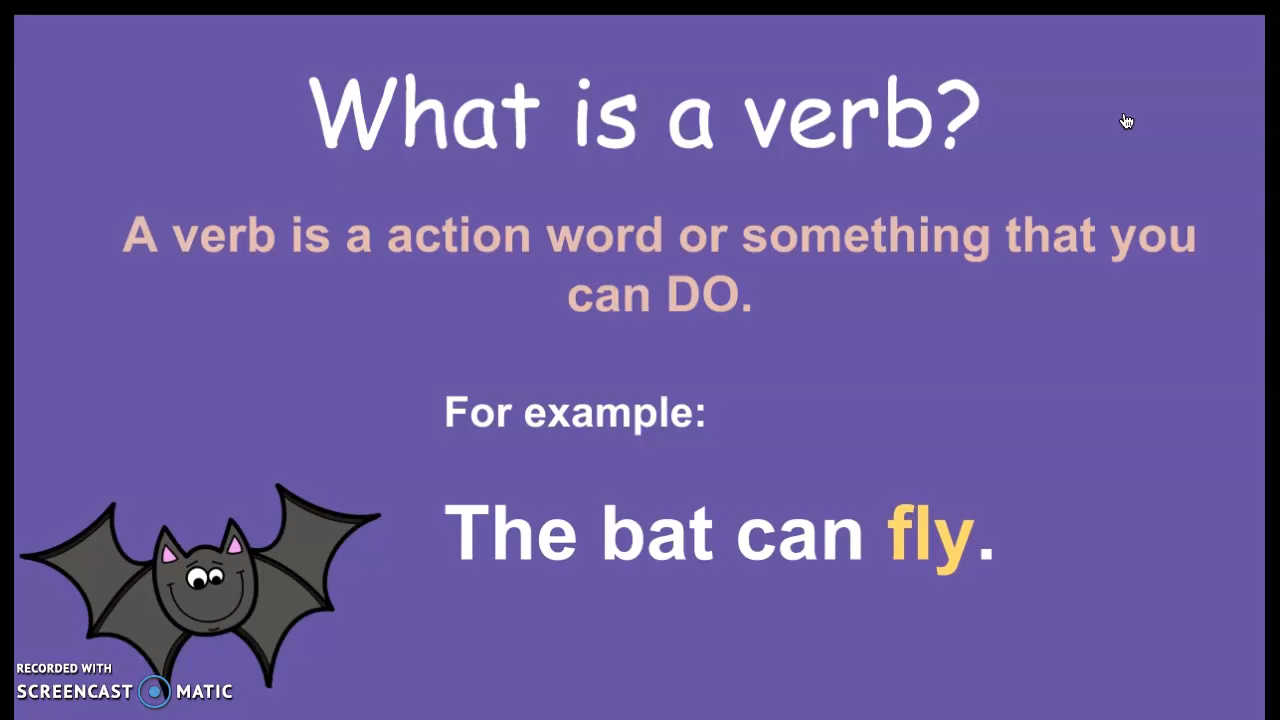 What is a verb?
A verb is a action word or something that you
can DO.
For example:
The bat can fly.
RECORDED WITH
SCREENCAST MATIC